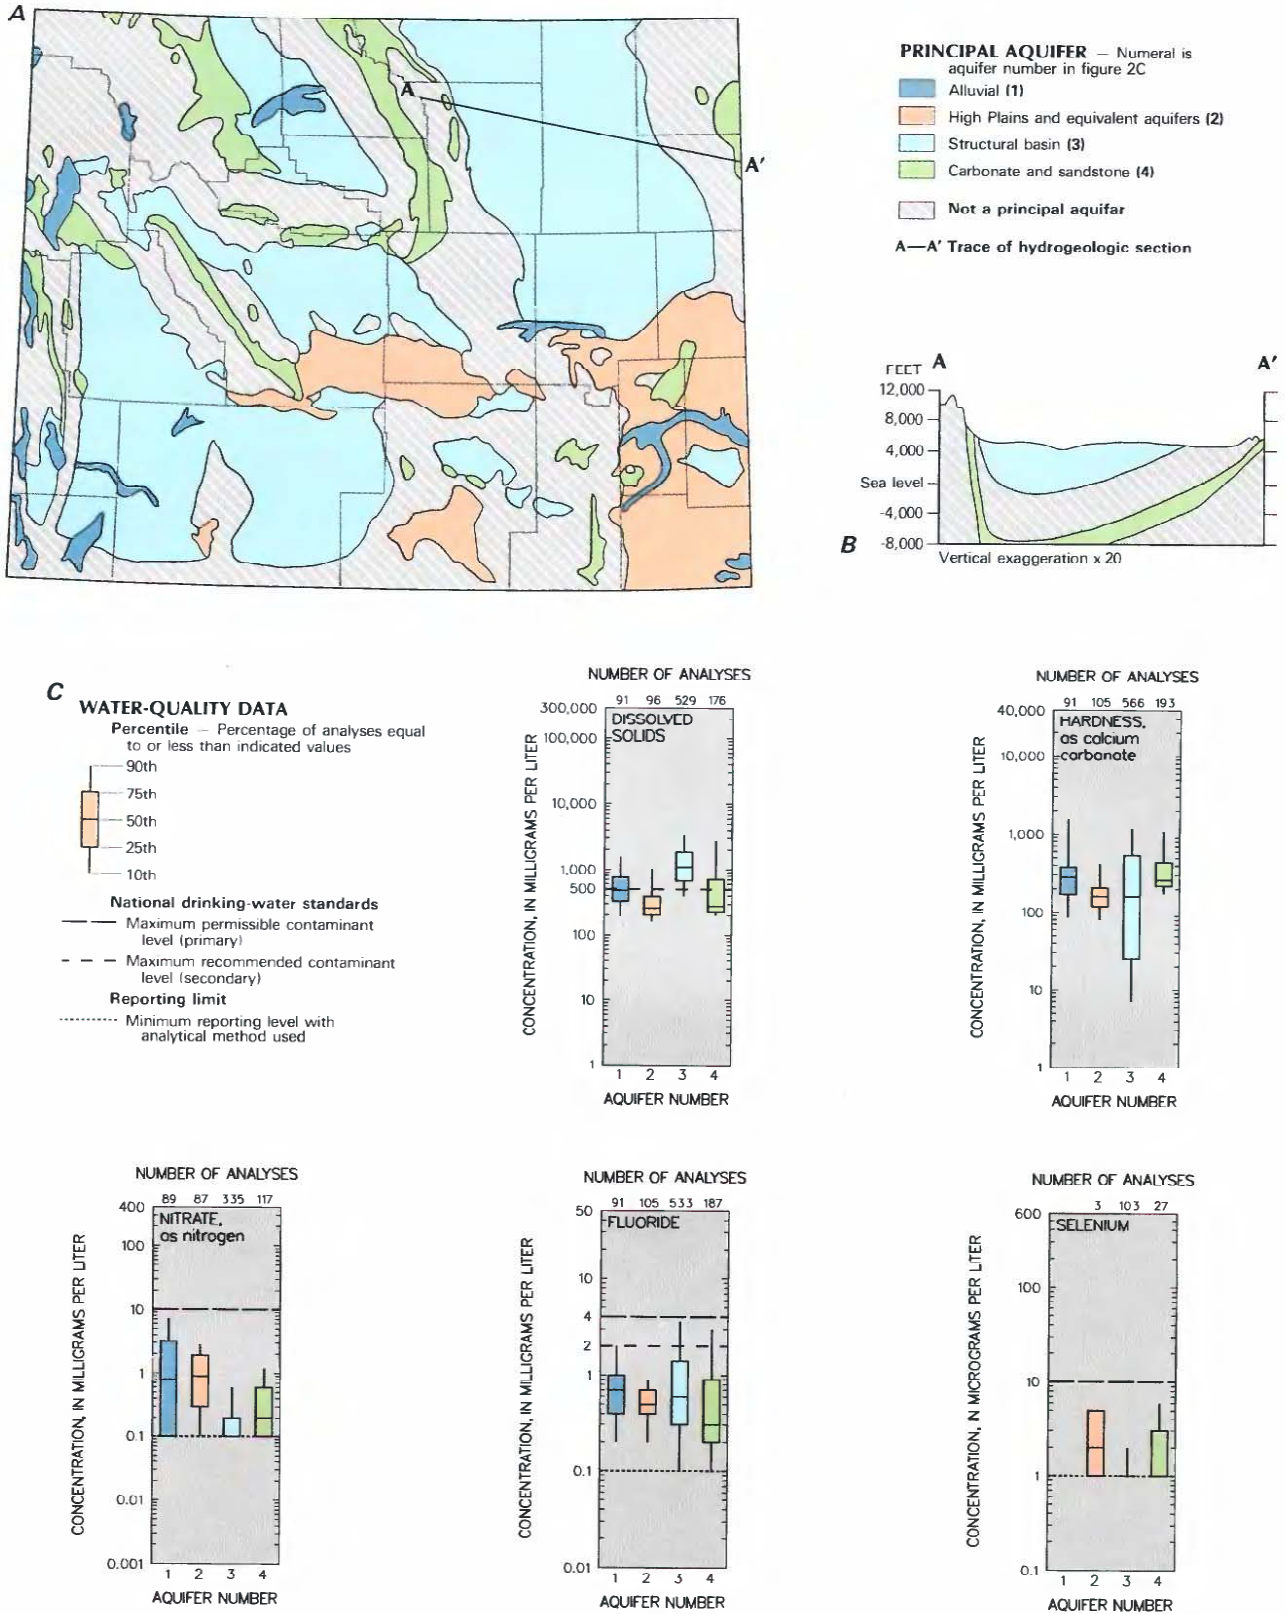 A
A
A'
PRINCIPAL AQUIFER — Numeral is
aquifer number in figure 2C
Alluvial (1)
High Plains and equivalent aquifers (2)
Structural basin (3)
Carbonate and sandstone (4)
Not a principal aquifar
A—A' Trace of hydrogeologic section
FEET A A'
12,000
8,000
4,000
Sea level
-4,000
-8,000
B
Vertical exaggeration x 20
C
WATER-QUALITY DATA
Percentile — Percentage of analyses equal
to or less than indicated values
90th
75th
50th
25th
10th
National drinking-water standards
Maximum permissible contaminant
level (primary)
Maximum recommended contaminant
level (secondary)
Reporting limit
Minimum reporting level with
analytical method used
NUMBER OF ANALYSES
91 96 529 176
DISSOLVED
SOLIDS
CONCENTRATION, IN MILLIGRAMS PER LITER
300,000
100,000
10,000
1,000
500
100
10
1
1 2 3 4
AQUIFER NUMBER
NUMBER OF ANALYSES
91 105 566 193
HARDNESS,
as calcium
carbonate
CONCENTRATION, IN MILLIGRAMS PER LITER
40,000
10,000
1,000
100
10
1
1 2 3 4
AQUIFER NUMBER
NUMBER OF ANALYSES
89 87 335 117
NITRATE,
as nitrogen
CONCENTRATION, IN MILLIGRAMS PER LITER
400
100
10
1
0.1
0.01
0.001
1 2 3 4
AQUIFER NUMBER
NUMBER OF ANALYSES
91 105 533 187
FLUORIDE
CONCENTRATION, IN MILLIGRAMS PER LITER
50
10
4
2
1
0.1
0.01
1 2 3 4
AQUIFER NUMBER
NUMBER OF ANALYSES
3 103 27
SELENIUM
CONCENTRATION, N MICROGRAMS PER LITER
600
100
10
1
0.1
1 2 3 4
AQUIFER NUMBER